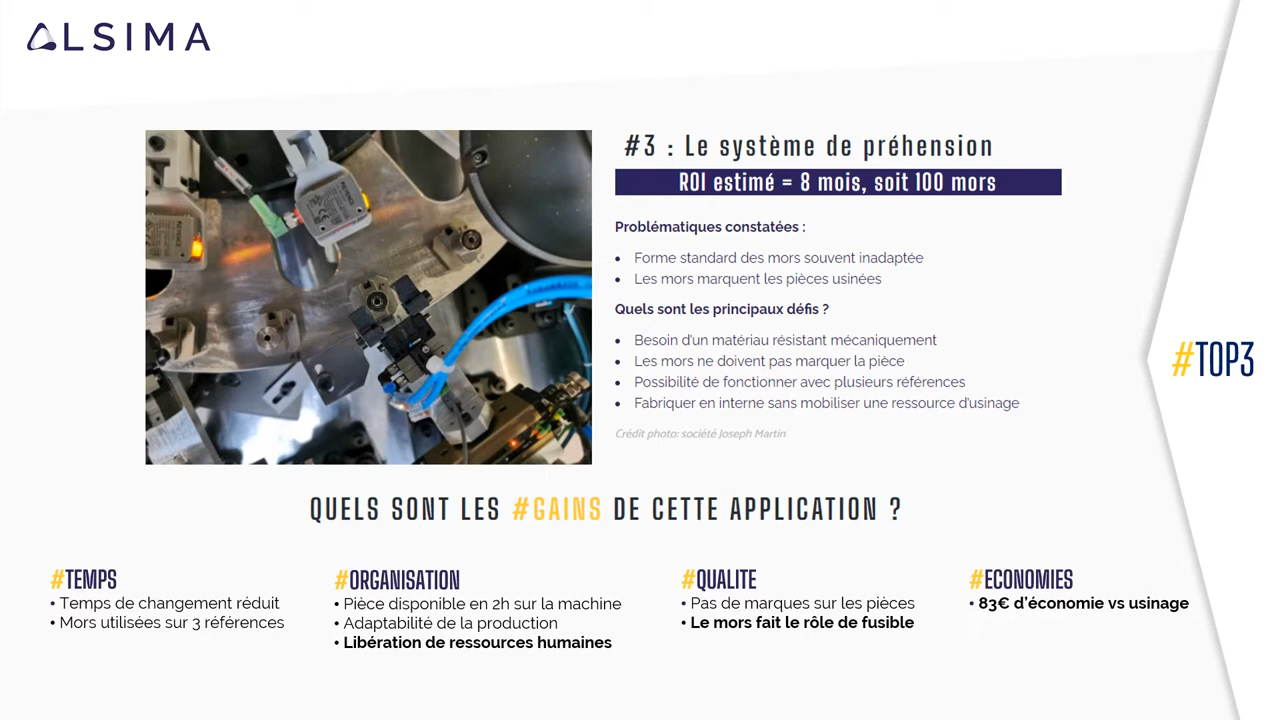 ALSIMA
#3 : Le système de préhension
ROI estimé = 8 mois, soit 100 mors
Problématiques constatées :
• Forme standard des mors souvent inadaptée
• Les mors marquent les pièces usinées
Quels sont les principaux défis ?
• Besoin d'un matériau résistant mécaniquement
• Les mors ne doivent pas marquer la pièce
• Possibilité de fonctionner avec plusieurs références
• Fabriquer en interne sans mobiliser une ressource d'usinage
Crédit photo: société Joseph Martin
#TOP3
QUELS SONT LES #GAINS DE CETTE APPLICATION ?
#TEMPS
• Temps de changement réduit
• Mors utilisées sur 3 références
#ORGANISATION
• Pièce disponible en 2h sur la machine
• Adaptabilité de la production
• Libération de ressources humaines
#QUALITE
• Pas de marques sur les pièces
• Le mors fait le rôle de fusible
#ECONOMIES
• 83€ d'économie vs usinage